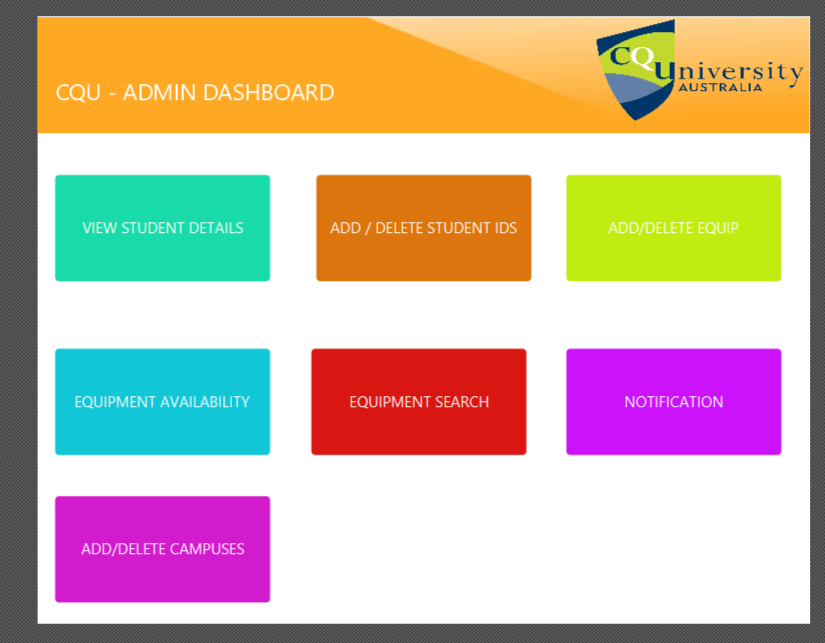 CQUniversity
AUSTRALIA
CQU - ADMIN DASHBOARD
VIEW STUDENT DETAILS
ADD / DELETE STUDENT IDS
ADD/DELETE EQUIP
EQUIPMENT AVAILABILITY
EQUIPMENT SEARCH
NOTIFICATION
ADD/DELETE CAMPUSES